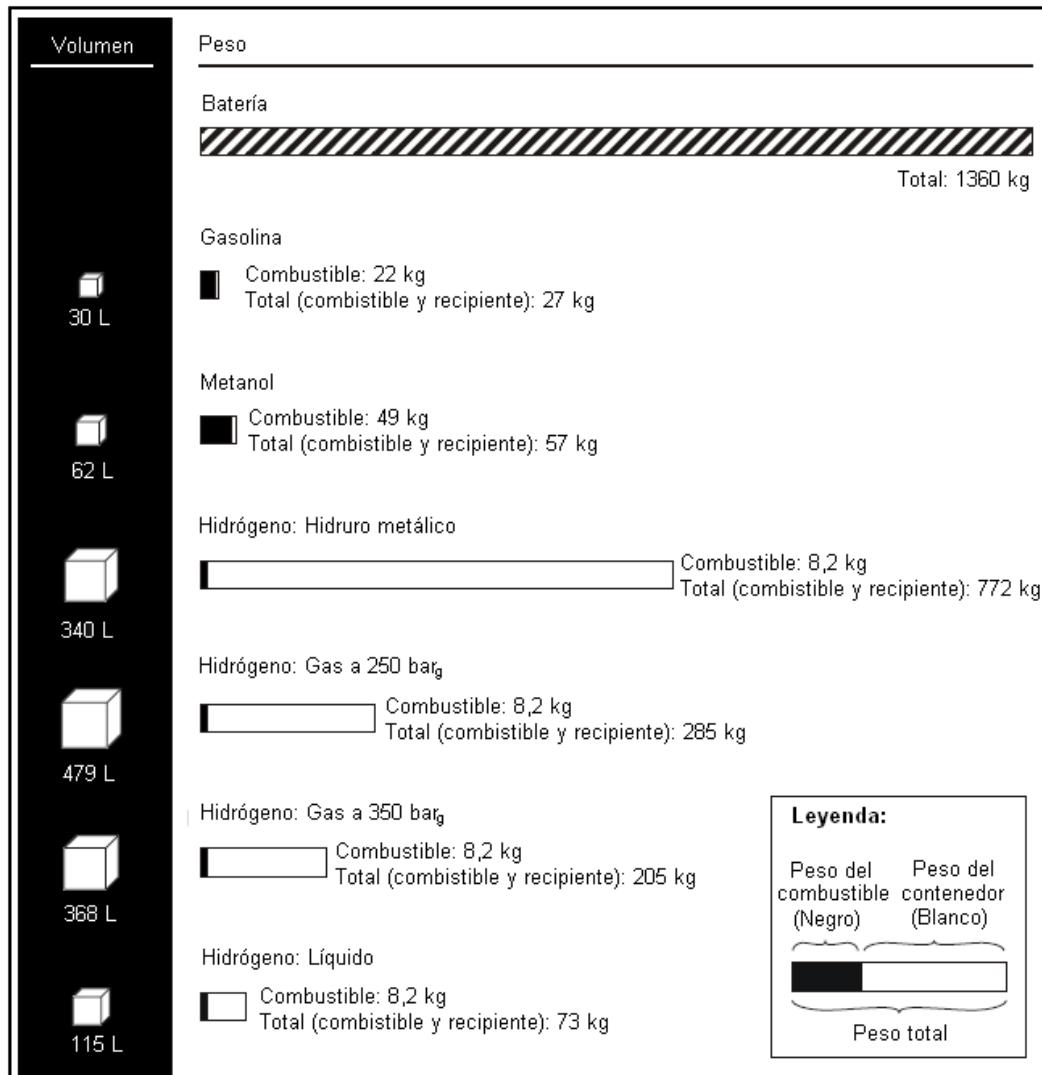 Volumen
Peso
Batería
Total: 1360 kg
Gasolina
Combustible: 22 kg
Total (combistible y recipiente): 27 kg
30 L
Metanol
Combustible: 49 kg
Total (combistible y recipiente): 57 kg
62 L
Hidrógeno: Hidruro metálico
Combustible: 8,2 kg
Total (combistible y recipiente): 772 kg
340 L
Hidrógeno: Gas a 250 barg
Combustible: 8,2 kg
Total (combistible y recipiente): 285 kg
479 L
Hidrógeno: Gas a 350 barg
Combustible: 8,2 kg
Total (combistible y recipiente): 205 kg
368 L
Hidrógeno: Líquido
Combustible: 8,2 kg
Total (combistible y recipiente): 73 kg
115 L
Leyenda:
Peso del
combustible
(Negro)
Peso del
contenedor
(Blanco)
Peso total